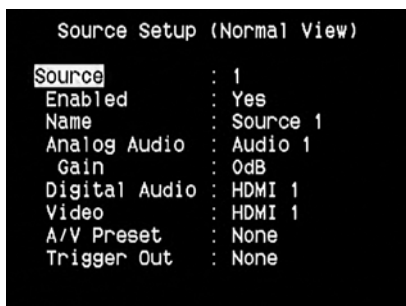 Source Setup (Normal View)
Source : 1
Enabled : Yes
Name : Source 1
Analog Audio : Audio 1
Gain : 0dB
Digital Audio : HDMI 1
Video : HDMI 1
A/V Preset : None
Trigger Out : None